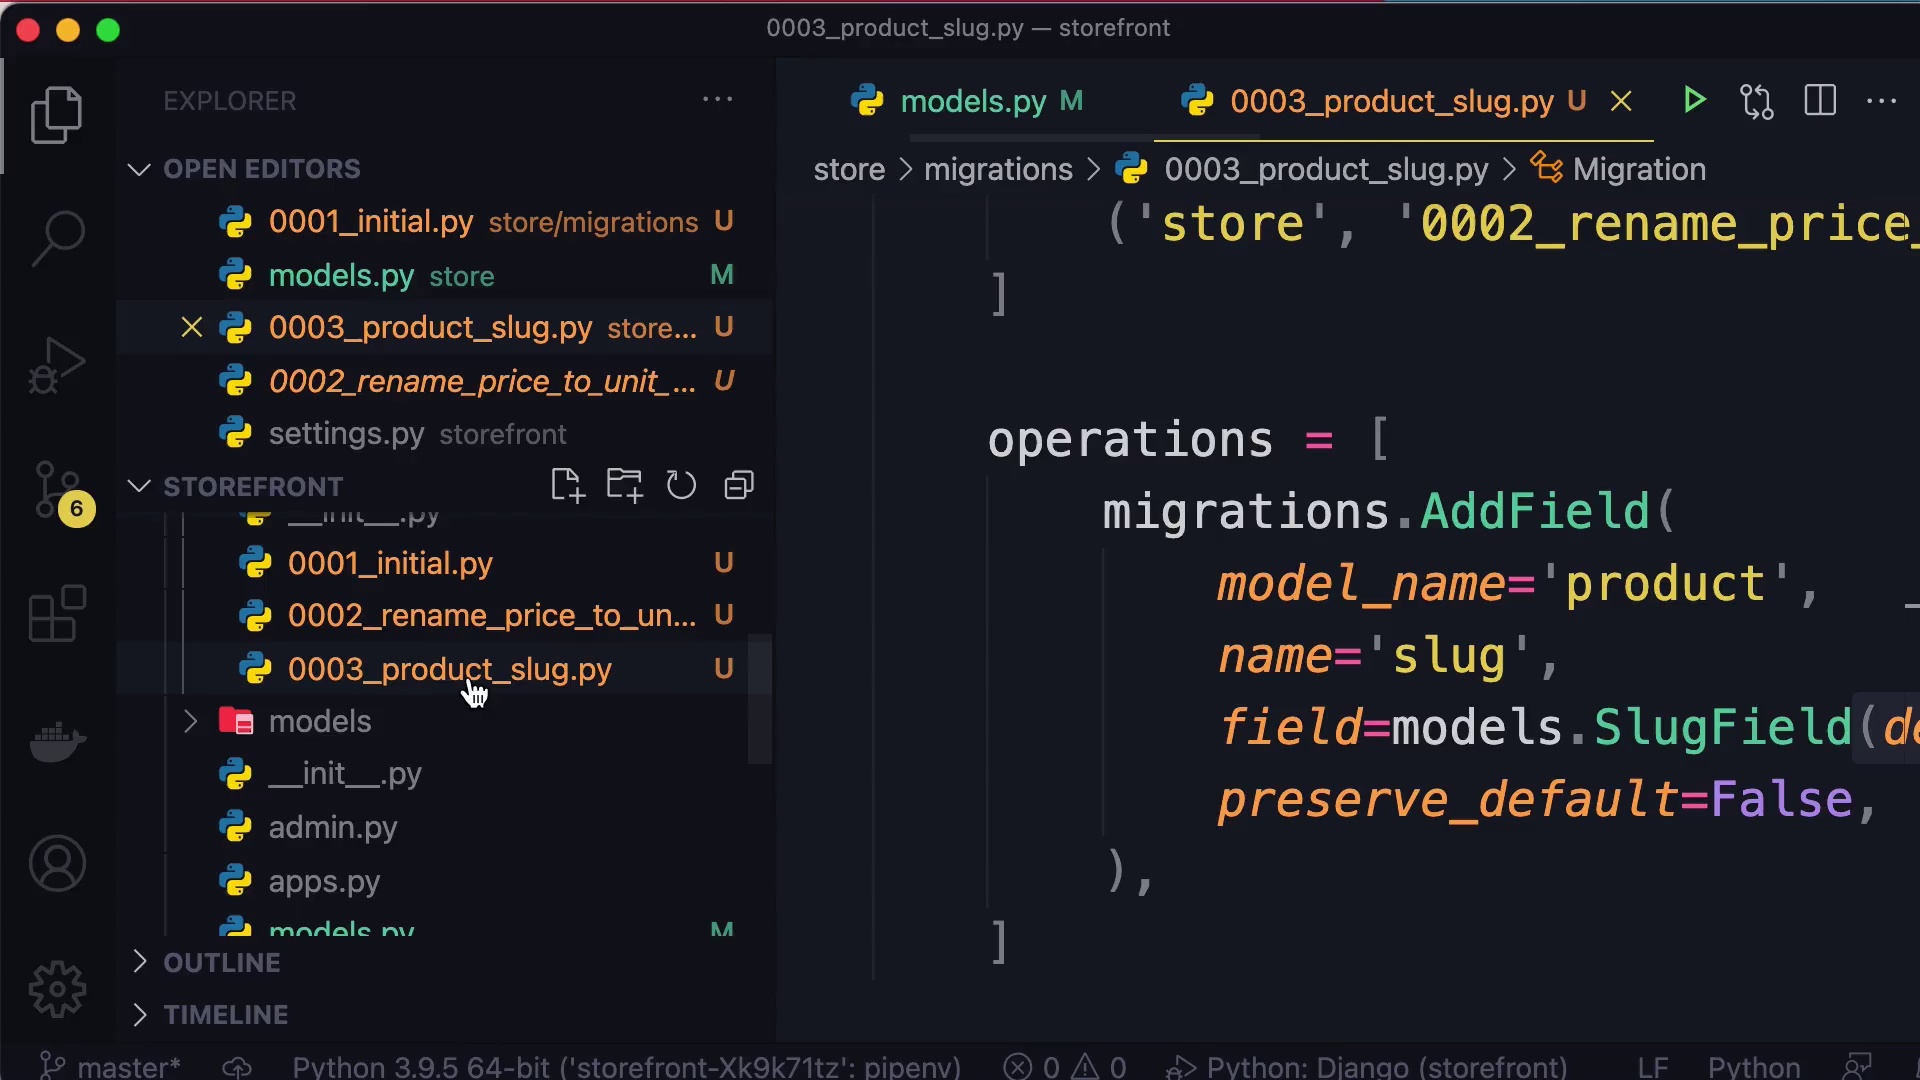 0003_product_slug.py — storefront
EXPLORER
OPEN EDITORS
0001_initial.py store/migrations U
models.py store M
0003_product_slug.py store... U
0002_rename_price_to_unit_... U
settings.py storefront
STOREFRONT
__init__.py
0001_initial.py U
0002_rename_price_to_un... U
0003_product_slug.py U
models
__init__.py
admin.py
apps.py
models.py M
OUTLINE
TIMELINE
6
models.py M
0003_product_slug.py U
store > migrations > 0003_product_slug.py > Migration
('store', '0002_rename_price_
]
operations = [
migrations.AddField(
model_name='product',
name='slug',
field=models.SlugField(de
preserve_default=False,
),
]
master* Python 3.9.5 64-bit ('storefront-Xk9k71tz': pipenv) 0 0 Python: Django (storefront) LF Python